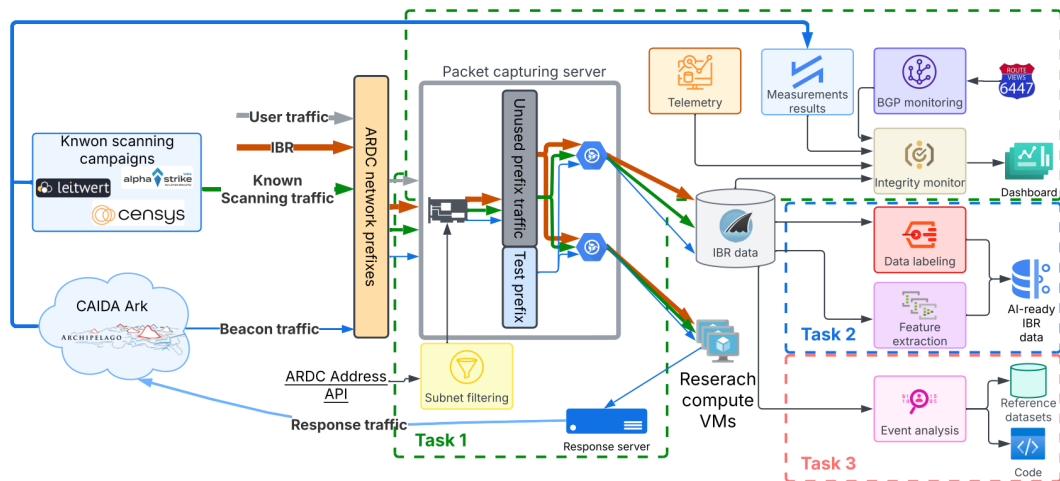 Packet capturing server
Telemetry
Measurements
results
BGP monitoring
ROUTE
VIEWS
6447
Knwon scanning
campaigns
leitwert
alpha
strike
censys
User traffic
IBR
Known
Scanning traffic
ARDC network
prefixes
Unused prefix traffic
Test prefix
IBR data
Integrity monitor
Dashboard
Data labeling
Feature
extraction
AI-ready
IBR
data
Task 2
CAIDA Ark
ARCHIPELAGO
Beacon traffic
ARDC Address
API
Subnet filtering
Reserach
compute
VMs
Response traffic
Response server
Task 1
Event analysis
Reference
datasets
Code
Task 3